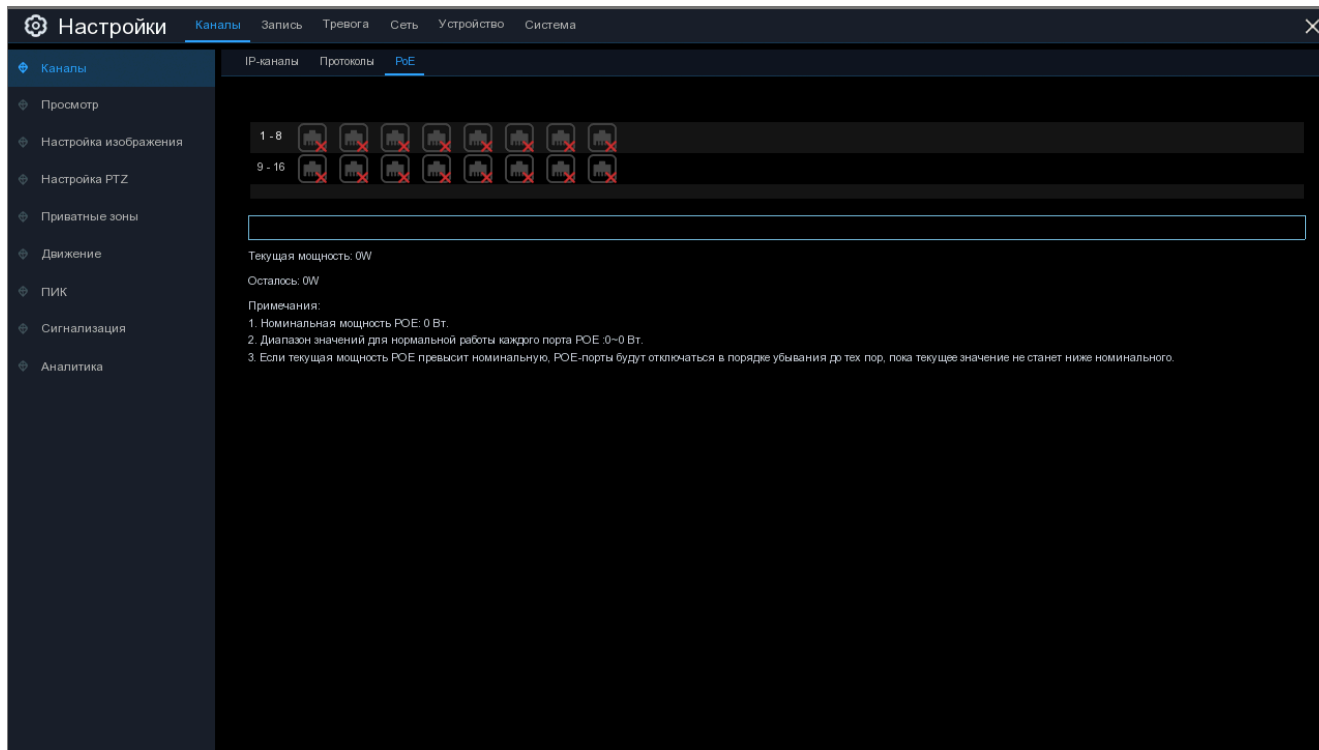 Настройки Каналы Запись Тревога Сеть Устройство Система
Каналы
IP-каналы Протоколы PoE
Просмотр
Настройка изображения
Настройка PTZ
Приватные зоны
Движение
ПИК
Сигнализация
Аналитика
1 - 8
9 - 16
Текущая мощность: 0W
Осталось: 0W
Примечания:
1. Номинальная мощность POE: 0 Вт.
2. Диапазон значений для нормальной работы каждого порта POE :0~0 Вт.
3. Если текущая мощность POE превысит номинальную, POE-порты будут отключаться в порядке убывания до тех пор, пока текущее значение не станет ниже номинального.